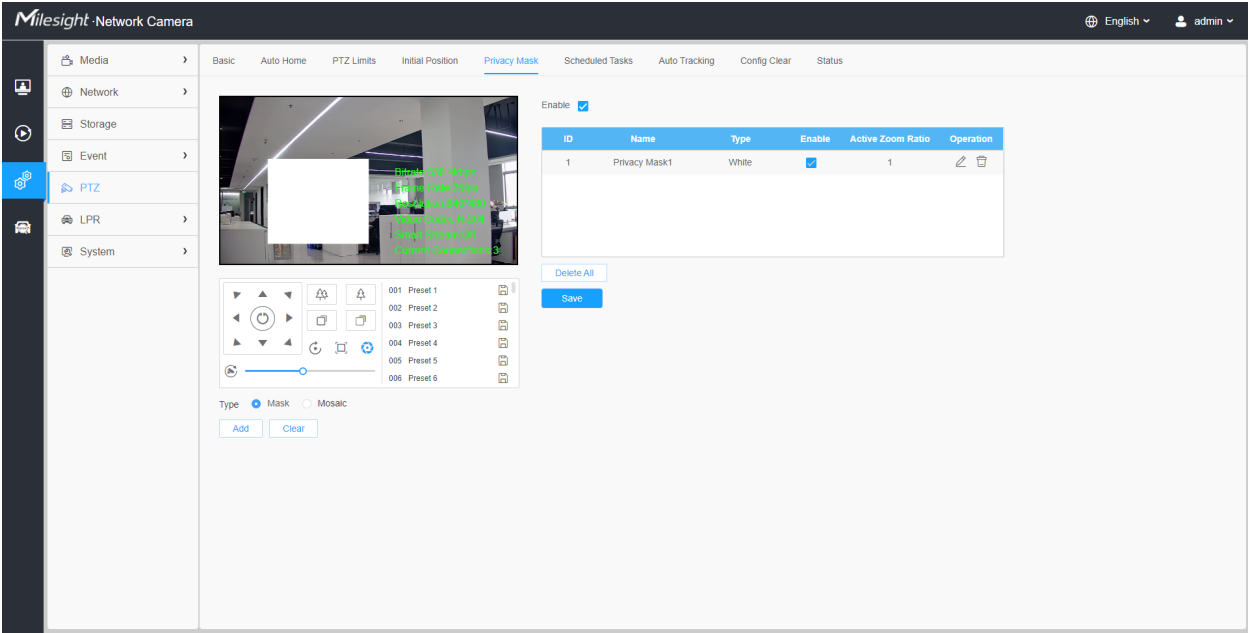 Milesight · Network Camera
English
admin
Media
Network
Storage
Event
PTZ
LPR
System
Basic
Auto Home
PTZ Limits
Initial Position
Privacy Mask
Scheduled Tasks
Auto Tracking
Config Clear
Status
001 Preset 1
002 Preset 2
003 Preset 3
004 Preset 4
005 Preset 5
006 Preset 6
Type Mask Mosaic
Add Clear
Enable
ID Name Type Enable Active Zoom Ratio Operation
1 Privacy Mask1 White 1
Delete All
Save